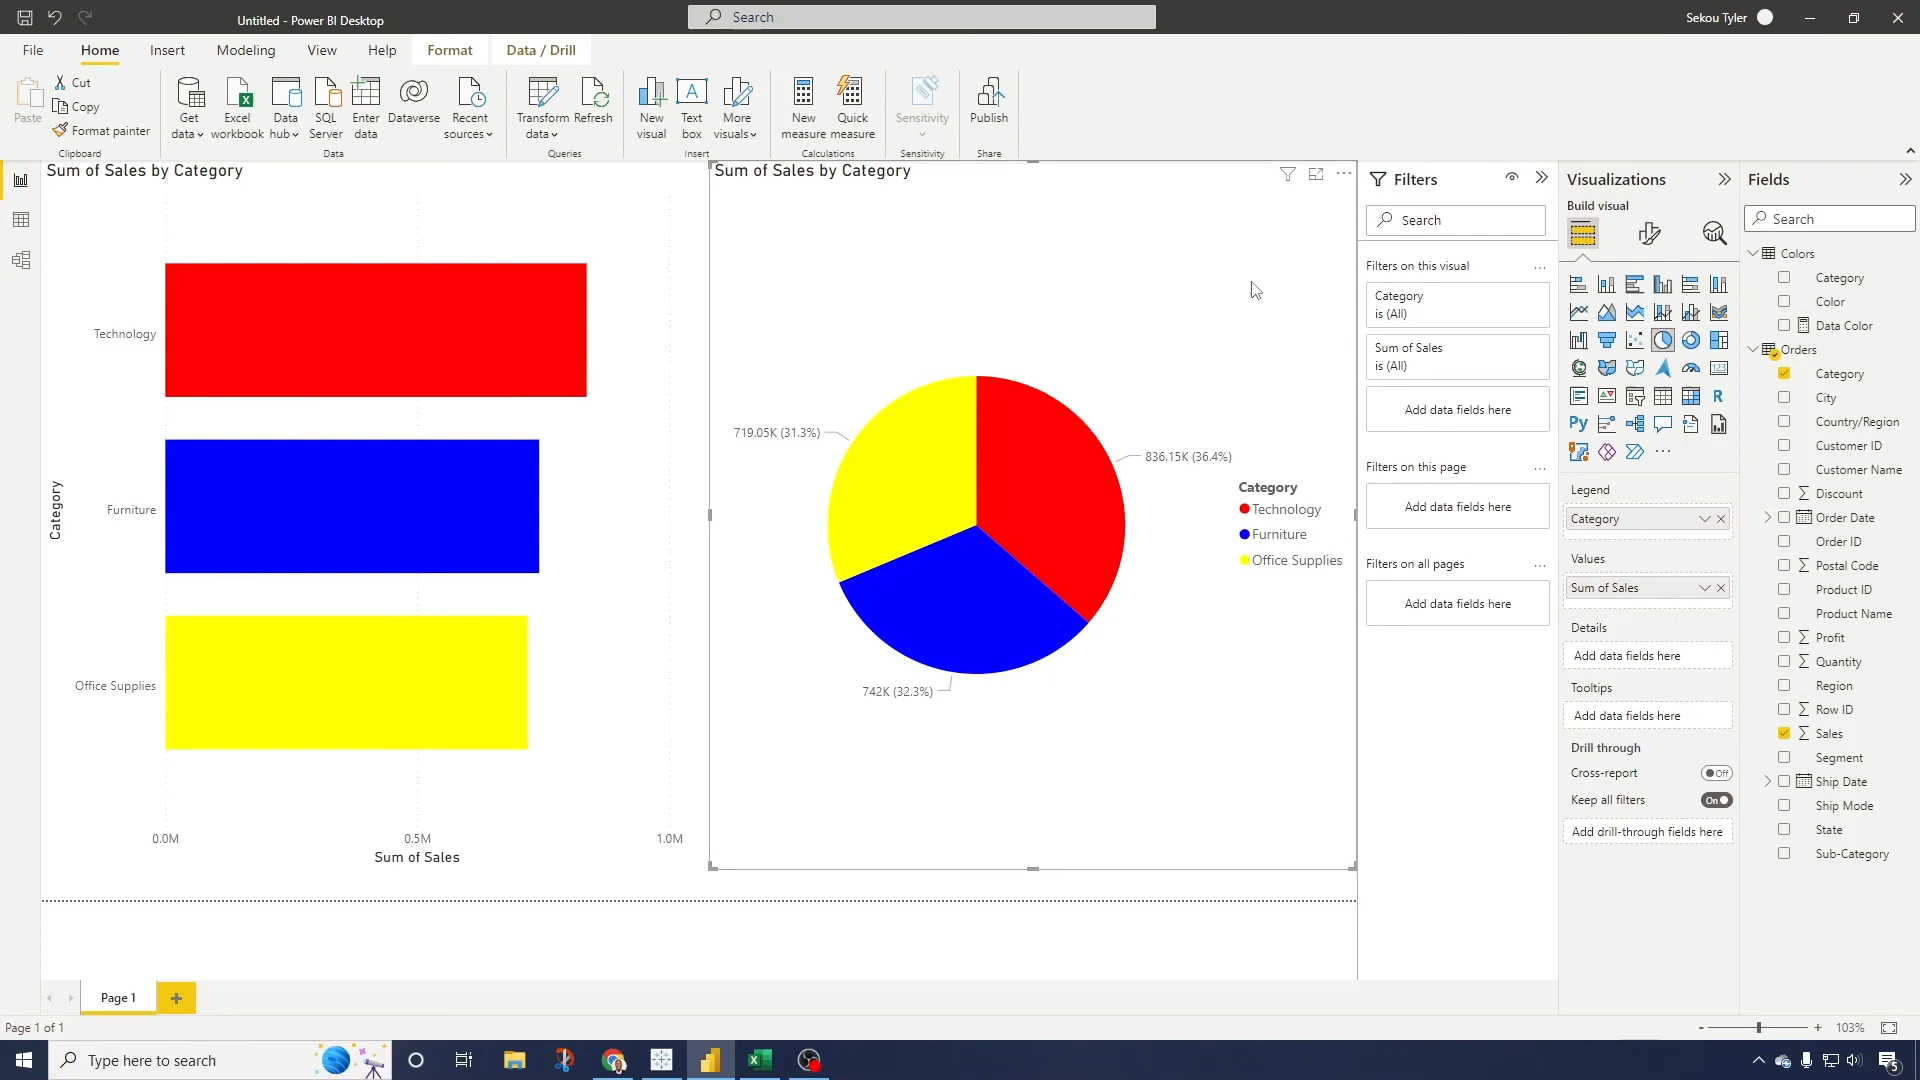 Untitled - Power BI Desktop
Search
Sekou Tyler
File
Home
Insert
Modeling
View
Help
Format
Data / Drill
Paste
Cut
Copy
Format painter
Clipboard
Get data
Excel workbook
Data hub
SQL Server
Enter data
Dataverse
Recent sources
Data
Transform data
Refresh
Queries
New visual
Text box
More visuals
Insert
New measure
Quick measure
Calculations
Sensitivity
Sensitivity
Publish
Share
Sum of Sales by Category
Technology
Furniture
Office Supplies
Category
0.0M
0.5M
1.0M
Sum of Sales
Sum of Sales by Category
719.05K (31.3%)
836.15K (36.4%)
742K (32.3%)
Category
Technology
Furniture
Office Supplies
Filters
Search
Filters on this visual
Category
is (All)
Sum of Sales
is (All)
Add data fields here
Filters on this page
Add data fields here
Filters on all pages
Add data fields here
Visualizations
Build visual
123
R
Py
Legend
Category
Values
Sum of Sales
Details
Add data fields here
Tooltips
Add data fields here
Drill through
Cross-report
Off
Keep all filters
On
Add drill-through fields here
Fields
Search
Colors
Category
Color
Data Color
Orders
Category
City
Country/Region
Customer ID
Customer Name
Discount
Order Date
Order ID
Postal Code
Product ID
Product Name
Profit
Quantity
Region
Row ID
Sales
Segment
Ship Date
Ship Mode
State
Sub-Category
Page 1
Page 1 of 1
103%
Type here to search
5